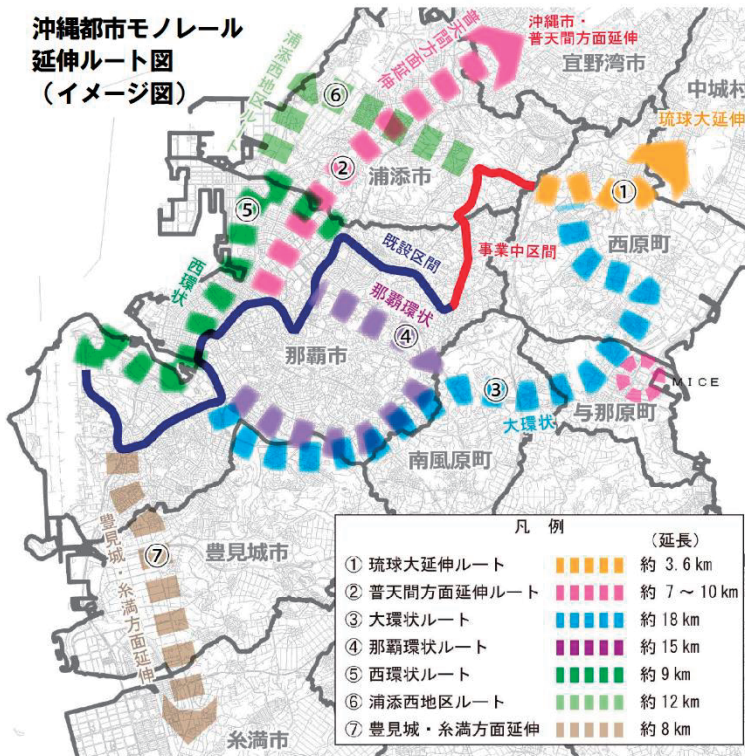 沖縄都市モノレール
延伸ルート図
（イメージ図）
浦添西地区ルート
⑥
普天間方面延伸
沖縄市・
普天間方面延伸
宜野湾市
中城村
琉球大延伸
②
浦添市
①
⑤
西環状
既設区間
事業中区間
西原町
那覇環状
④
那覇市
③
大環状
MICE
与那原町
南風原町
⑦
豊見城・糸満方面延伸
豊見城市
糸満市
凡 例
（延長）
① 琉球大延伸ルート 約 3.6 km
② 普天間方面延伸ルート 約 7 ～ 10 km
③ 大環状ルート 約 18 km
④ 那覇環状ルート 約 15 km
⑤ 西環状ルート 約 9 km
⑥ 浦添西地区ルート 約 12 km
⑦ 豊見城・糸満方面延伸 約 8 km